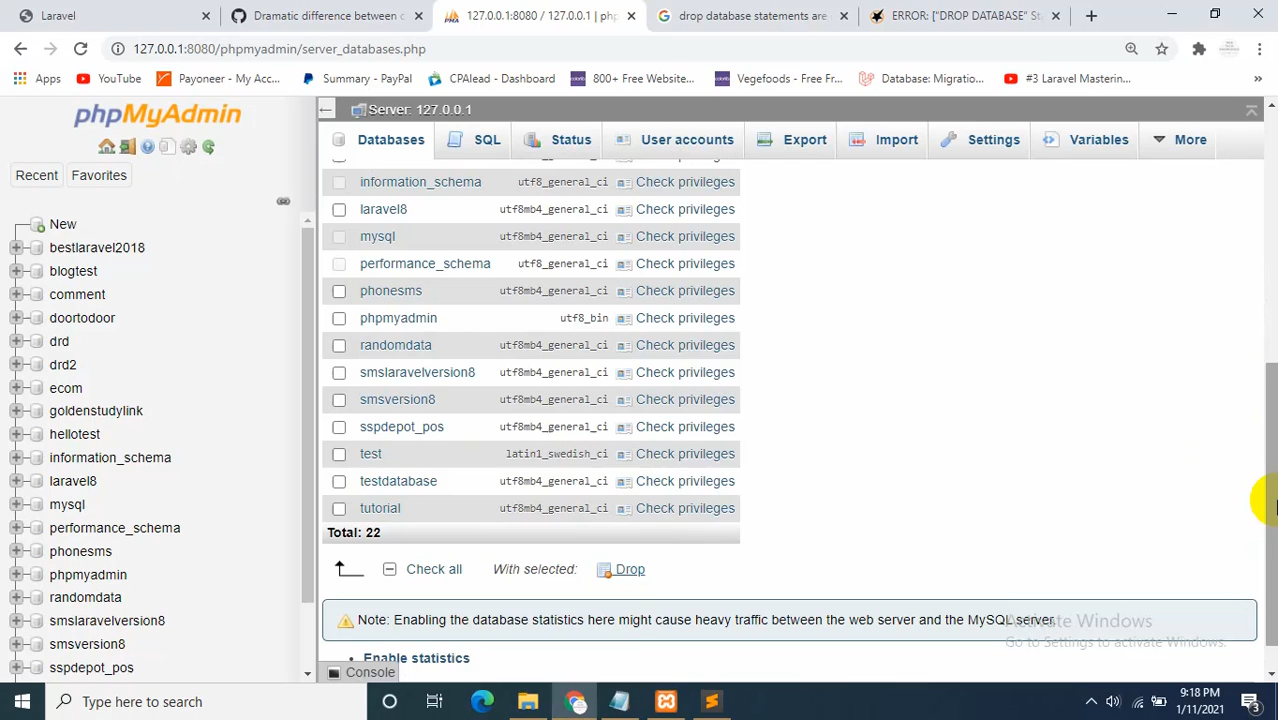 Laravel
Dramatic difference between c
127.0.0.1:8080 / 127.0.0.1 | php
drop database statements are
ERROR: ["DROP DATABASE" St
127.0.0.1:8080/phpmyadmin/server_databases.php
Apps
YouTube
Payoneer - My Acc...
Summary - PayPal
CPAlead - Dashboard
800+ Free Website...
Vegefoods - Free Fr...
Database: Migratio...
#3 Laravel Mastering...
»
phpMyAdmin
Recent
Favorites
New
bestlaravel2018
blogtest
comment
doortodoor
drd
drd2
ecom
goldenstudylink
hellotest
information_schema
laravel8
mysql
performance_schema
phonesms
phpmyadmin
randomdata
smslaravelversion8
smsversion8
sspdepot_pos
Server: 127.0.0.1
Databases
SQL
Status
User accounts
Export
Import
Settings
Variables
More
information_schema utf8_general_ci Check privileges
laravel8 utf8mb4_general_ci Check privileges
mysql utf8mb4_general_ci Check privileges
performance_schema utf8_general_ci Check privileges
phonesms utf8mb4_general_ci Check privileges
phpmyadmin utf8_bin Check privileges
randomdata utf8mb4_general_ci Check privileges
smslaravelversion8 utf8mb4_general_ci Check privileges
smsversion8 utf8mb4_general_ci Check privileges
sspdepot_pos utf8mb4_general_ci Check privileges
test latin1_swedish_ci Check privileges
testdatabase utf8mb4_general_ci Check privileges
tutorial utf8mb4_general_ci Check privileges
Total: 22
Check all With selected: Drop
Note: Enabling the database statistics here might cause heavy traffic between the web server and the MySQL server.
Enable statistics
Console
Activate Windows
Go to Settings to activate Windows.
Type here to search
9:18 PM
1/11/2021
3